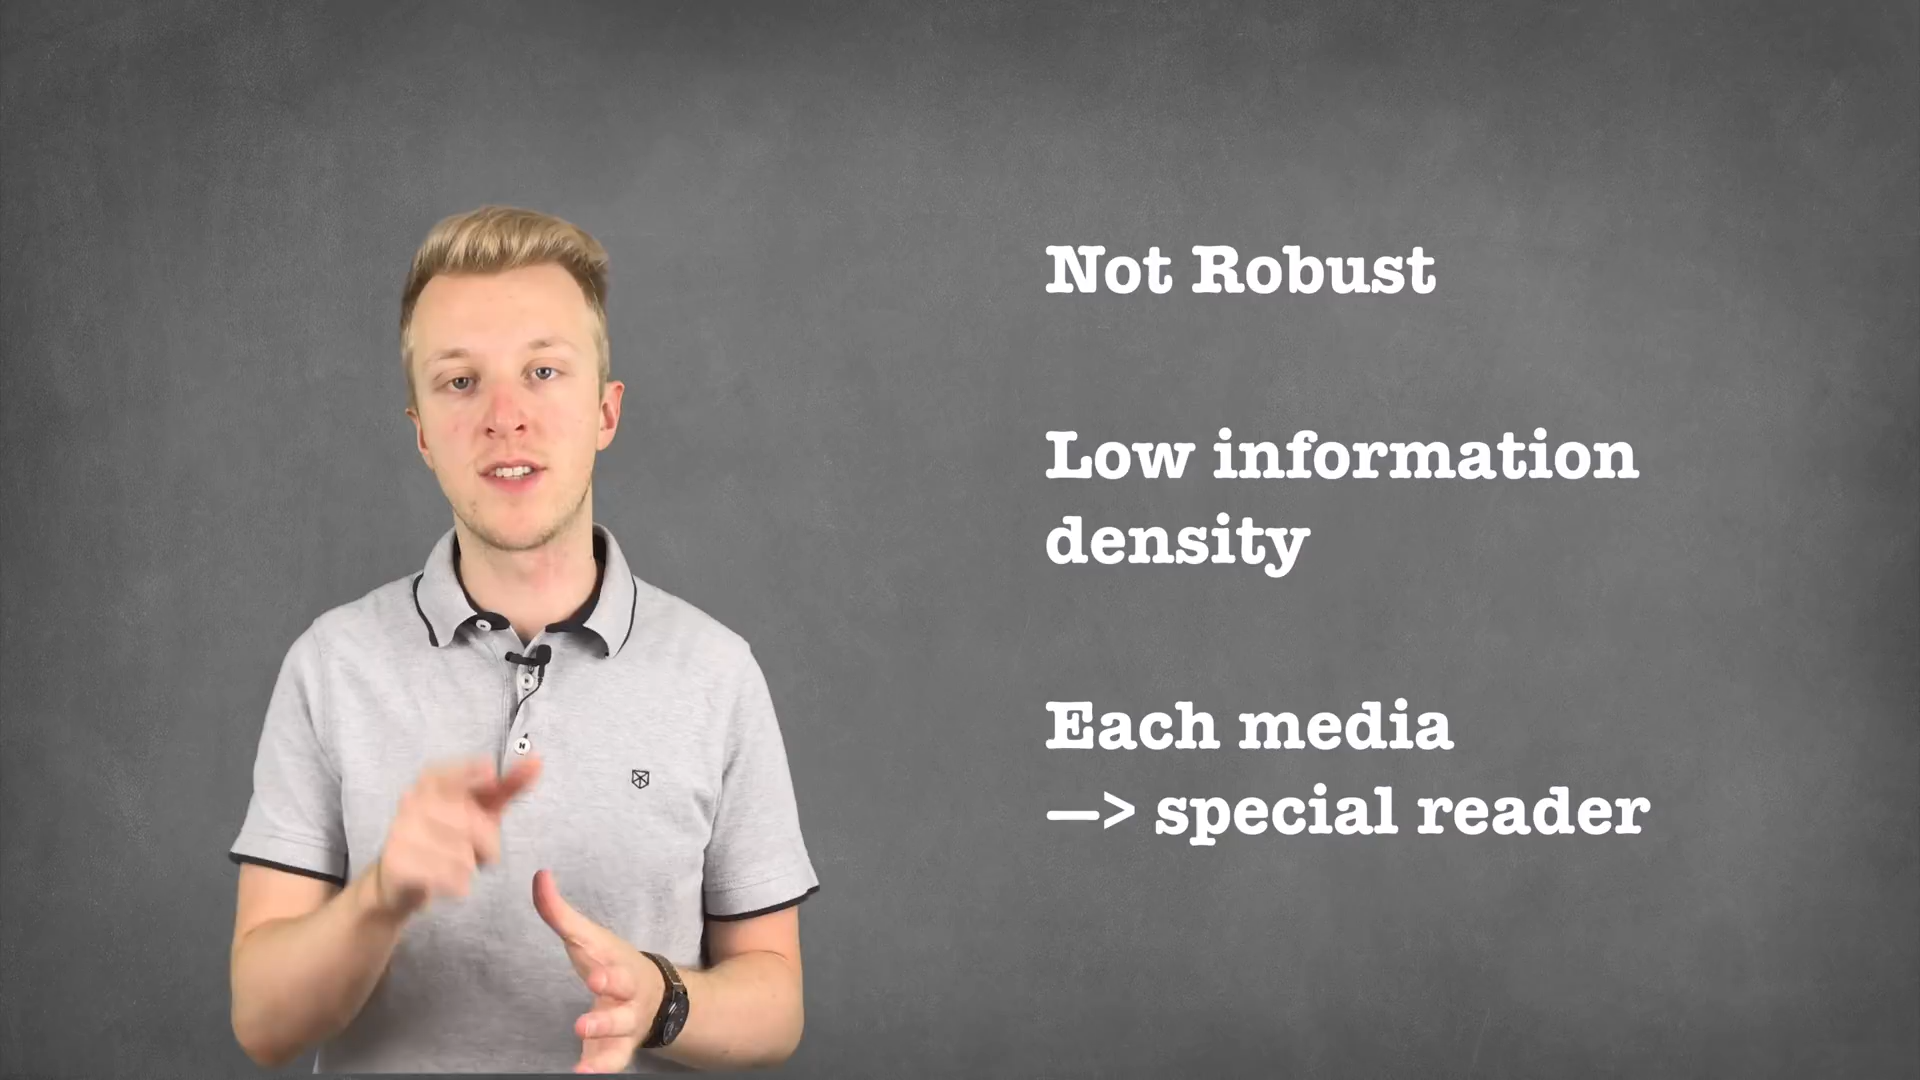 Not Robust
Low information
density
Each media
—> special reader